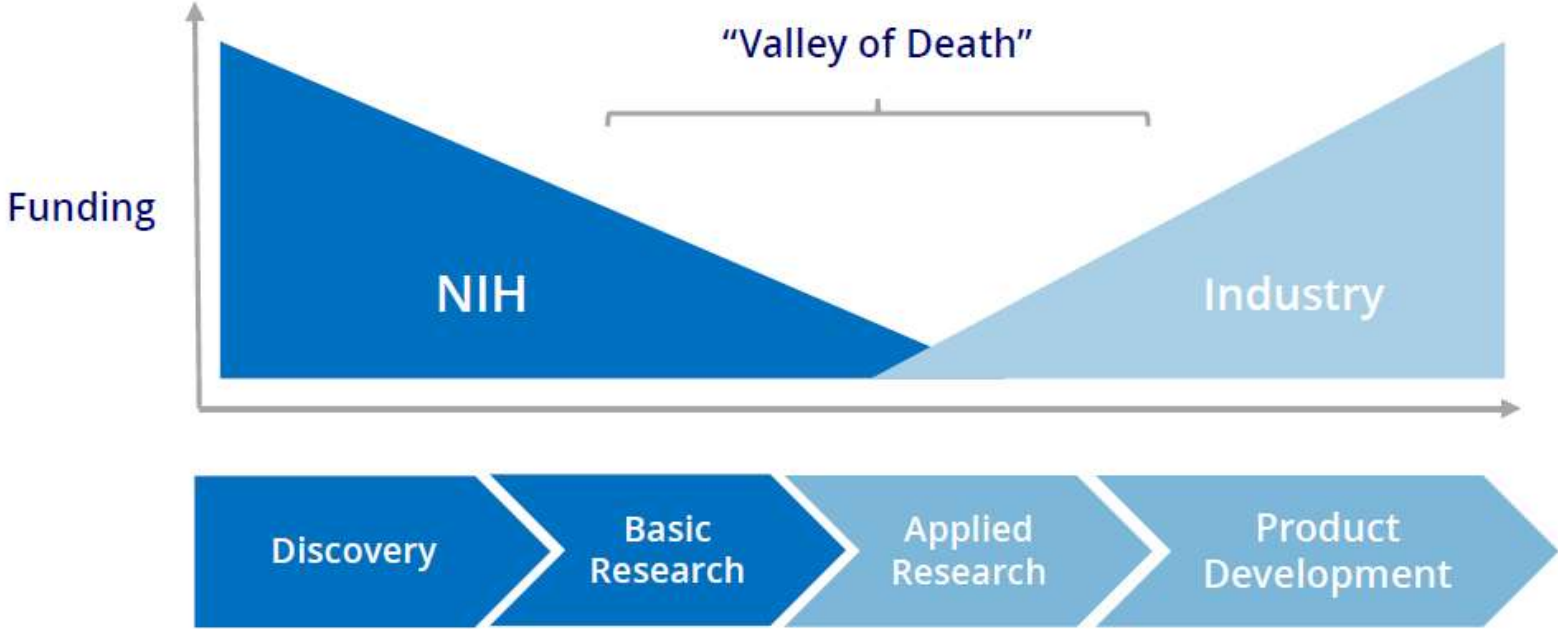 “Valley of Death”
Funding
NIH
Industry
Discovery
Basic
Research
Applied
Research
Product
Development